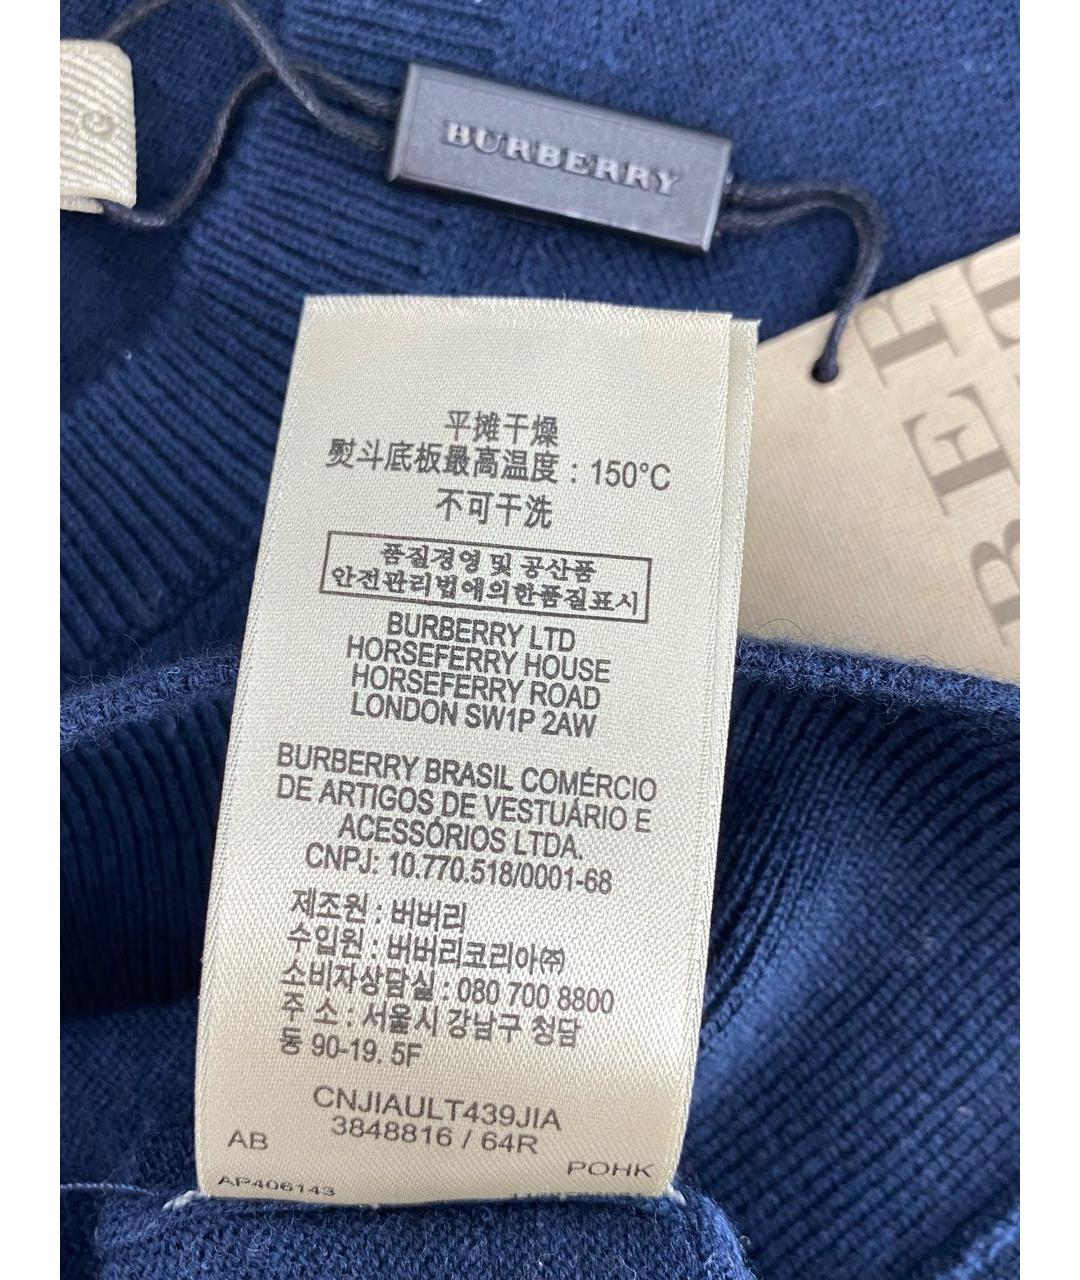 BURBERRY
平摊干燥
熨斗底板最高温度：150°C
不可干洗
품질경영 및 공산품
안전관리법에의한품질표시
BURBERRY LTD
HORSEFERRY HOUSE
HORSEFERRY ROAD
LONDON SW1P 2AW
BURBERRY BRASIL COMÉRCIO
DE ARTIGOS DE VESTUÁRIO E
ACESSÓRIOS LTDA.
CNPJ: 10.770.518/0001-68
제조원 : 버버리
수입원 : 버버리코리아㈜
소비자상담실 : 080 700 8800
주 소 : 서울시 강남구 청담
동 90-19. 5F
CNJIAULT439JIA
3848816 / 64R
AB
POHK
AP406143